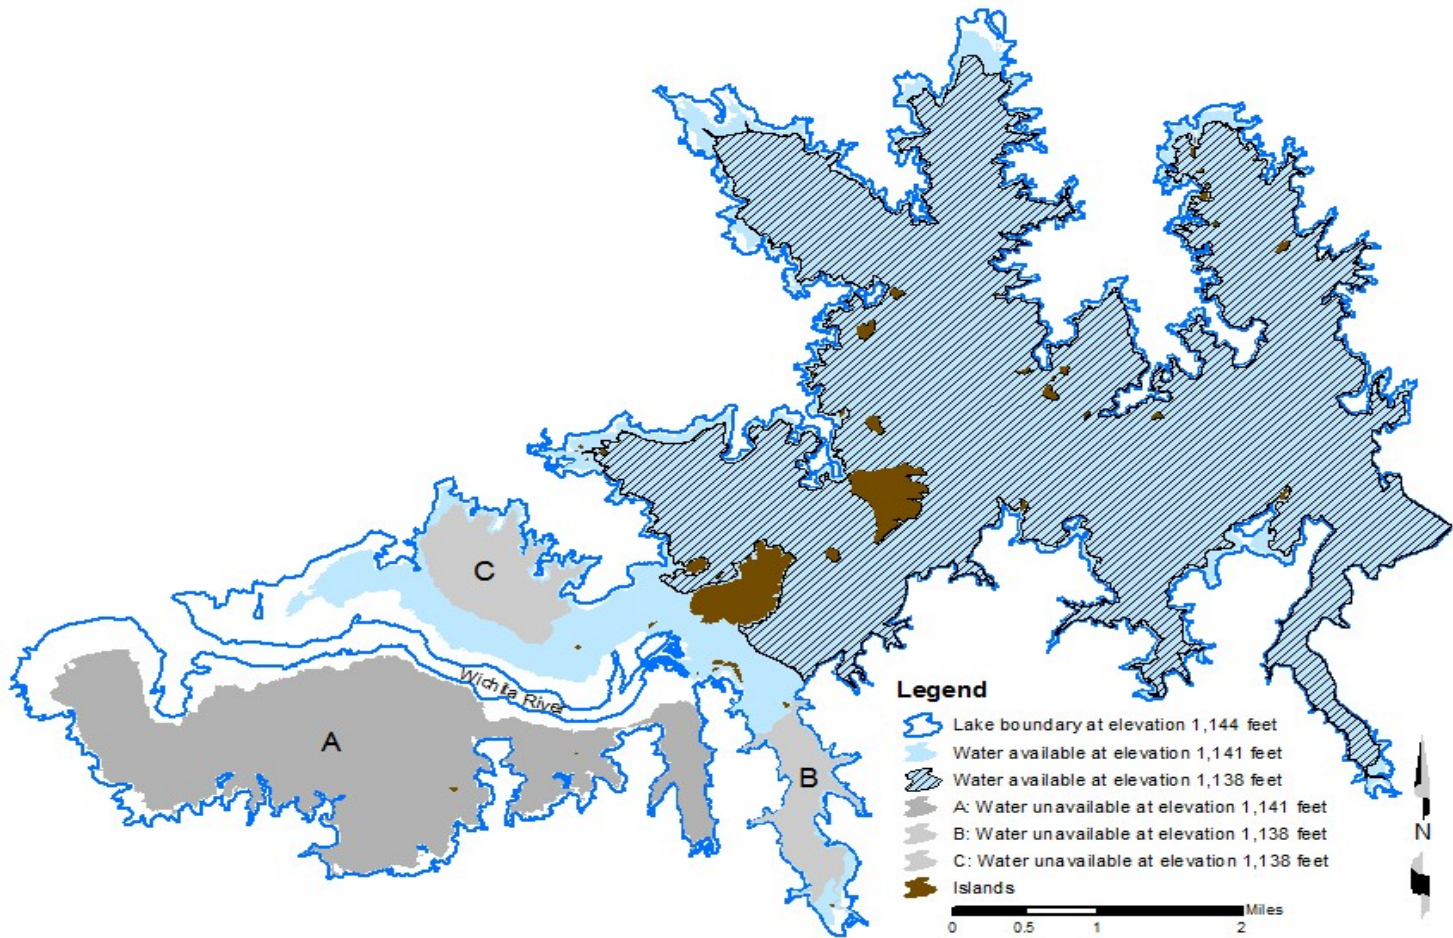 C
Wichita River
A
B
Legend
Lake boundary at elevation 1,144 feet
Water available at elevation 1,141 feet
Water available at elevation 1,138 feet
A: Water unavailable at elevation 1,141 feet
B: Water unavailable at elevation 1,138 feet
C: Water unavailable at elevation 1,138 feet
Islands
N
Miles
0 0.5 1 2